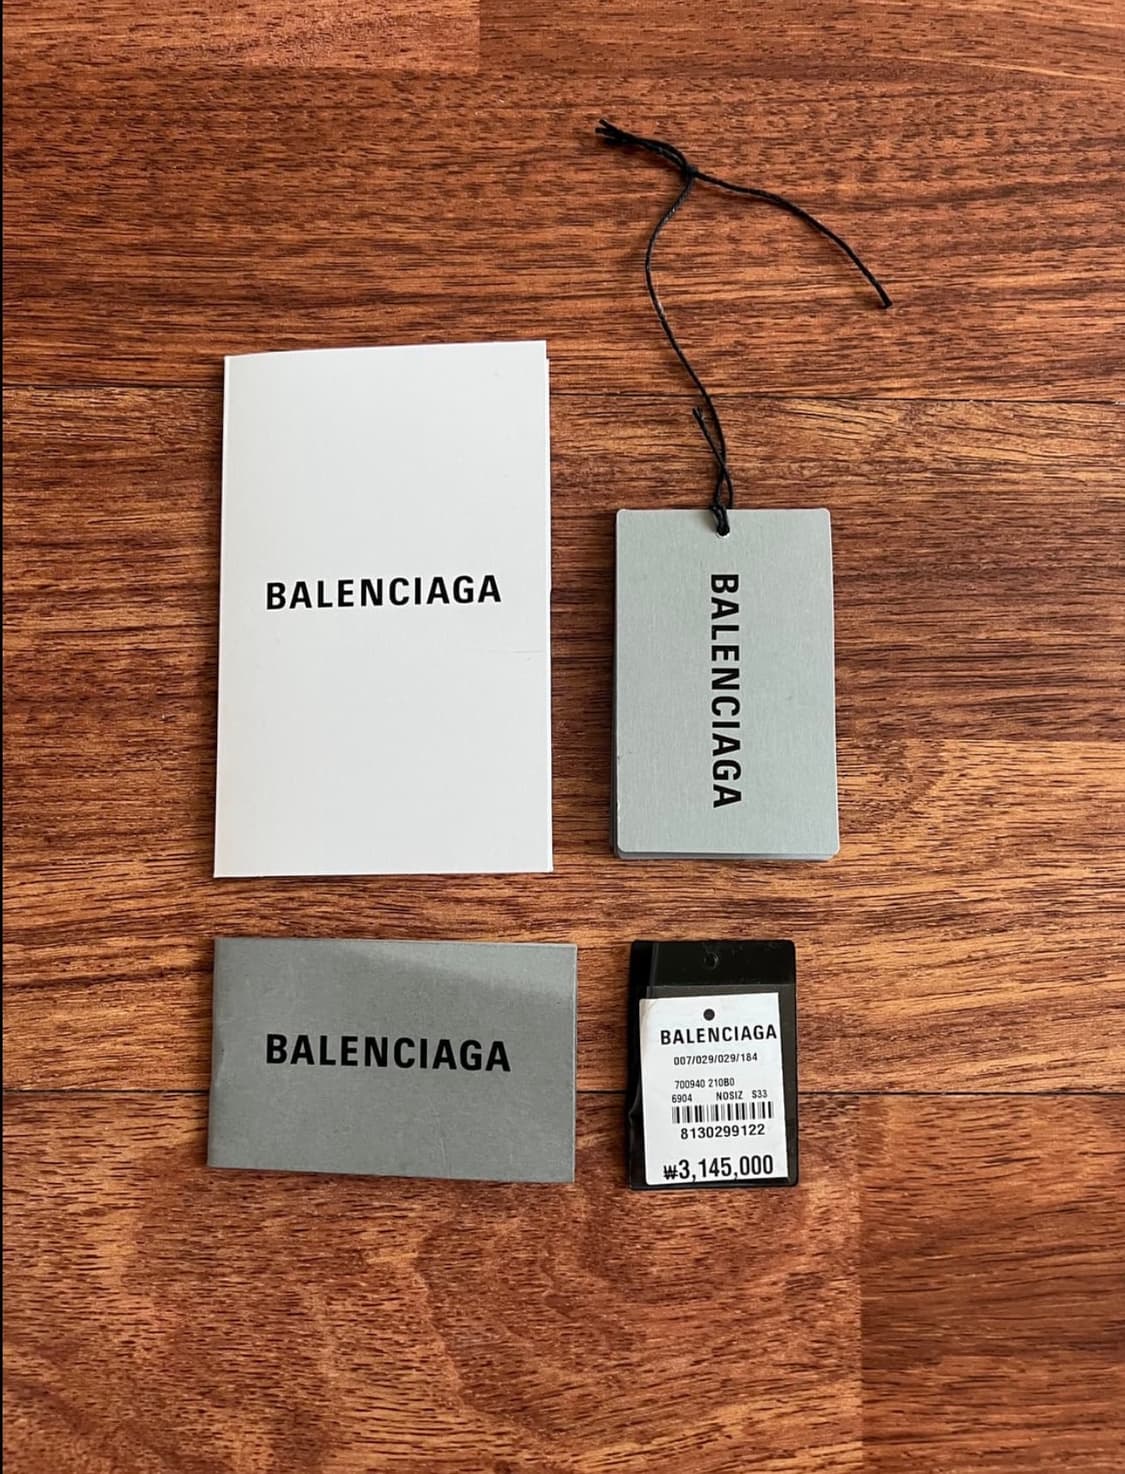 BALENCIAGA
BALENCIAGA
BALENCIAGA
BALENCIAGA
007/029/029/184
700940 210B0
6904 NOSIZ S33
8130299122
₩3,145,000